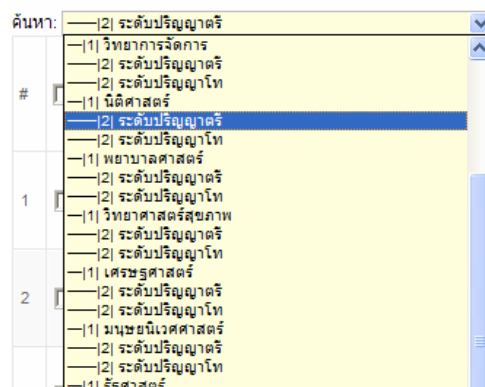 ค้นหา: ——|2| ระดับปริญญาตรี
—|1| วิทยาการจัดการ
——|2| ระดับปริญญาตรี
——|2| ระดับปริญญาโท
# —|1| นิติศาสตร์
——|2| ระดับปริญญาตรี
——|2| ระดับปริญญาโท
—|1| พยาบาลศาสตร์
——|2| ระดับปริญญาตรี
1 ——|2| ระดับปริญญาโท
—|1| วิทยาศาสตร์สุขภาพ
——|2| ระดับปริญญาตรี
——|2| ระดับปริญญาโท
—|1| เศรษฐศาสตร์
2 ——|2| ระดับปริญญาตรี
——|2| ระดับปริญญาโท
—|1| มนุษยนิเวศศาสตร์
——|2| ระดับปริญญาตรี
——|2| ระดับปริญญาโท
—|1| รัฐศาสตร์